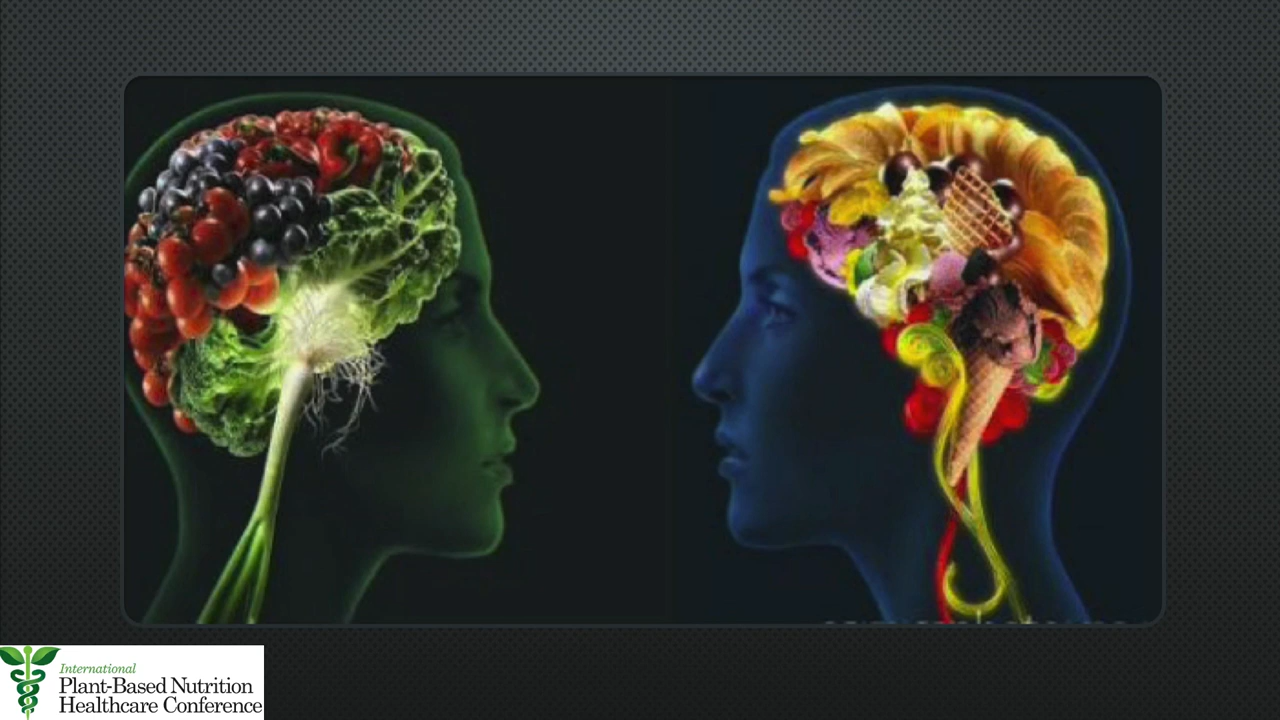 International
Plant-Based Nutrition
Healthcare Conference